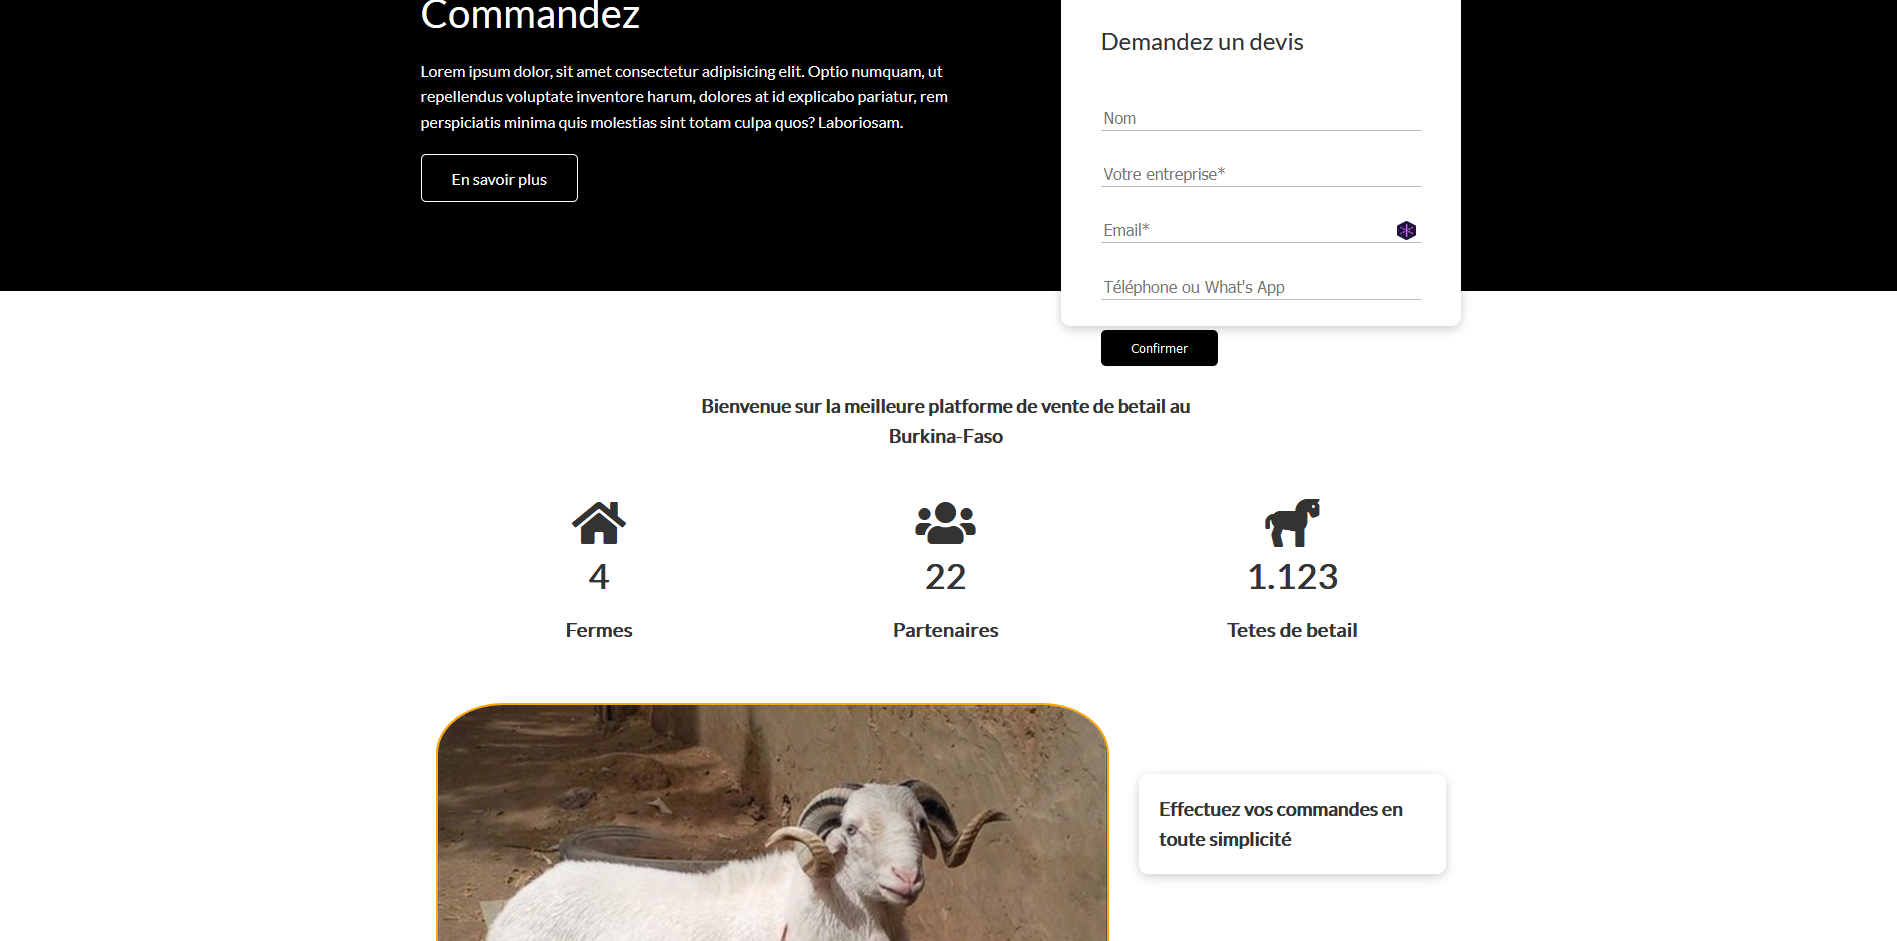 Commandez
Lorem ipsum dolor, sit amet consectetur adipisicing elit. Optio numquam, ut
repellendus voluptate inventore harum, dolores at id explicabo pariatur, rem
perspiciatis minima quis molestias sint totam culpa quos? Laboriosam.
En savoir plus
Demandez un devis
Nom
Votre entreprise*
Email*
Téléphone ou What's App
Confirmer
Bienvenue sur la meilleure platforme de vente de betail au
Burkina-Faso
4
Fermes
22
Partenaires
1.123
Tetes de betail
Effectuez vos commandes en
toute simplicité